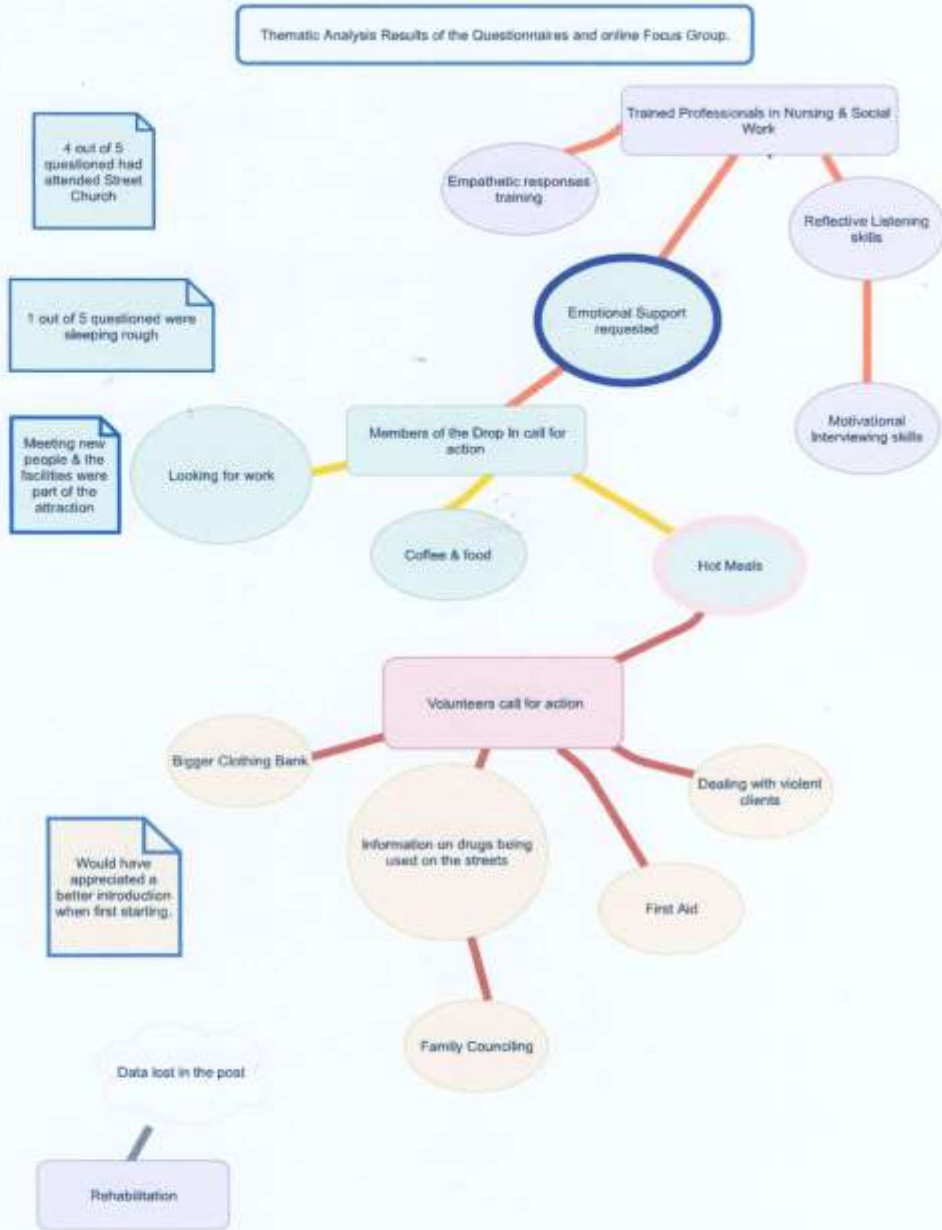 Thematic Analysis Results of the Questionnaires and online Focus Group.
Trained Professionals in Nursing & Social
Work
4 out of 5
questioned had
attended Street
Church
Empathetic responses
training
Reflective Listening
skills
1 out of 5 questioned were
sleeping rough
Emotional Support
requested
Members of the Drop In call for
action
Motivational
Interviewing skills
Meeting new
people & the
facilities were
part of the
attraction
Looking for work
Coffee & food
Hot Meals
Volunteers call for action
Bigger Clothing Bank
Dealing with violent
clients
Information on drugs being
used on the streets
Would have
appreciated a
better introduction
when first starting.
First Aid
Family Counciling
Data lost in the post
Rehabilitation